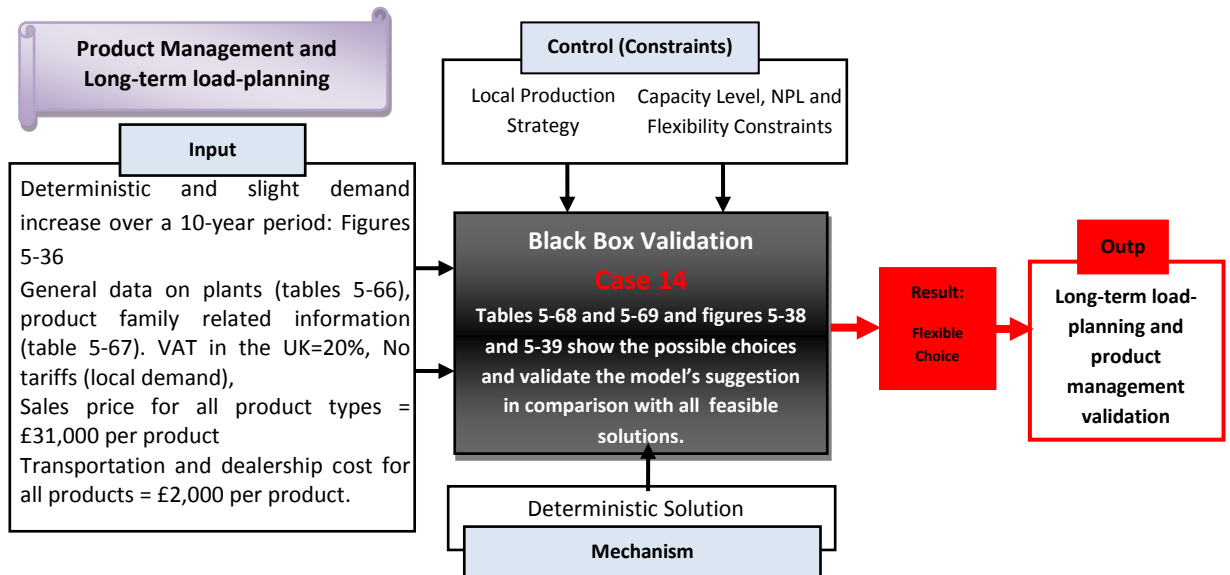 Product Management and
Long-term load-planning
Control (Constraints)
Local Production
Strategy
Capacity Level, NPL and
Flexibility Constraints
Input
Deterministic and slight demand
increase over a 10-year period: Figures
5-36
General data on plants (tables 5-66),
product family related information
(table 5-67). VAT in the UK=20%, No
tariffs (local demand),
Sales price for all product types =
£31,000 per product
Transportation and dealership cost for
all products = £2,000 per product.
Black Box Validation
Case 14
Tables 5-68 and 5-69 and figures 5-38
and 5-39 show the possible choices
and validate the model’s suggestion
in comparison with all feasible
solutions.
Result:
Flexible
Choice
Outp
Long-term load-
planning and
product
management
validation
Deterministic Solution
Mechanism